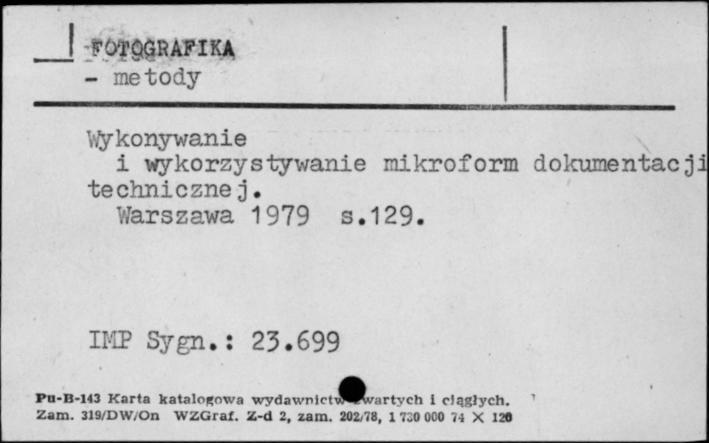 FOTOGRAFIKA
- metody
Wykonywanie
i wykorzystywanie mikroform dokumentacji
technicznej.
Warszawa 1979 s.129.
IMP Sygn.: 23.699
Pu-B-143 Karta katalogowa wydawnictw zwartych i ciągłych.
Zam. 319/DW/On WZGraf. Z-d 2, zam. 202/78, 1 730 000 74 X 120